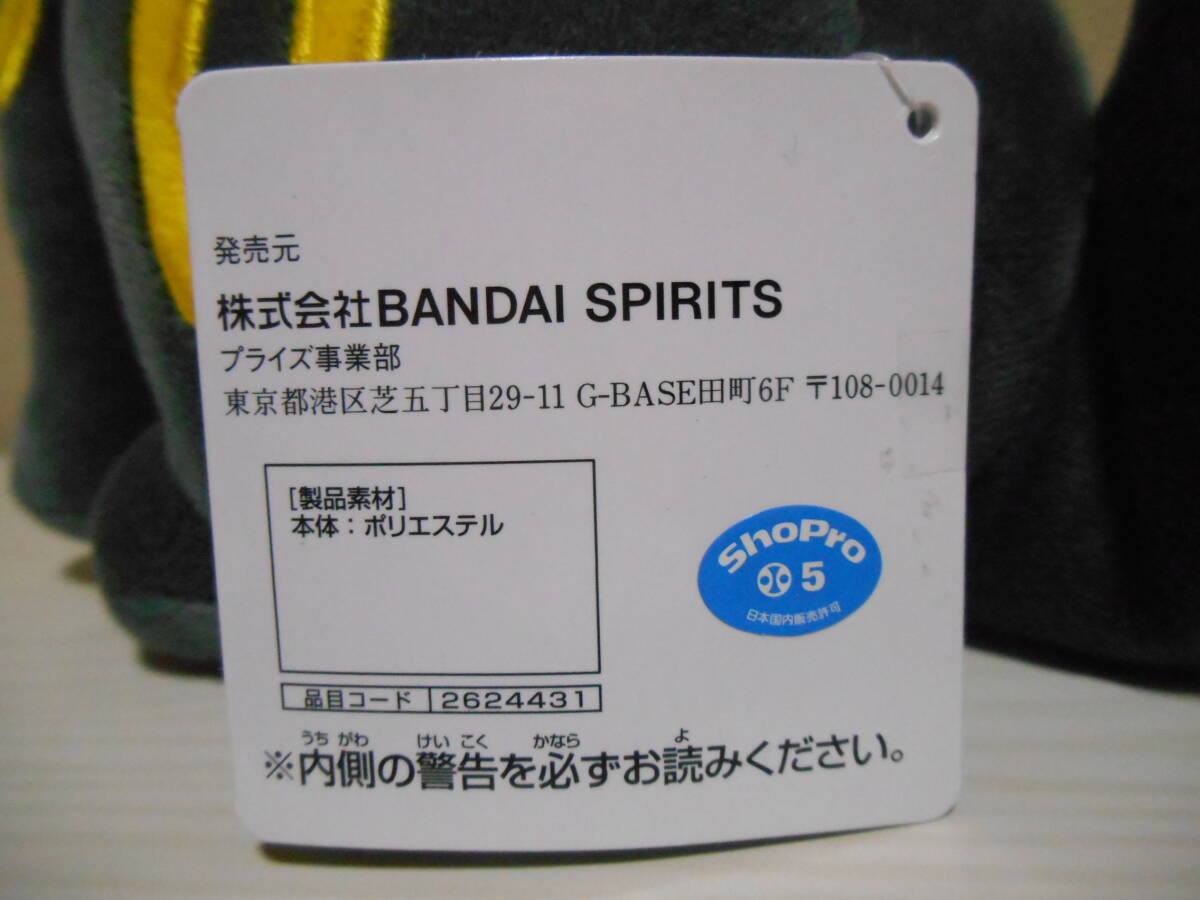 発売元
株式会社BANDAI SPIRITS
プライズ事業部
東京都港区芝五丁目29-11 G-BASE田町6F 〒108-0014
[製品素材]
本体：ポリエステル
ShoPro
5
日本国内販売許可
品目コード 2624431
うち がわ けい こく かなら よ
※内側の警告を必ずお読みください。